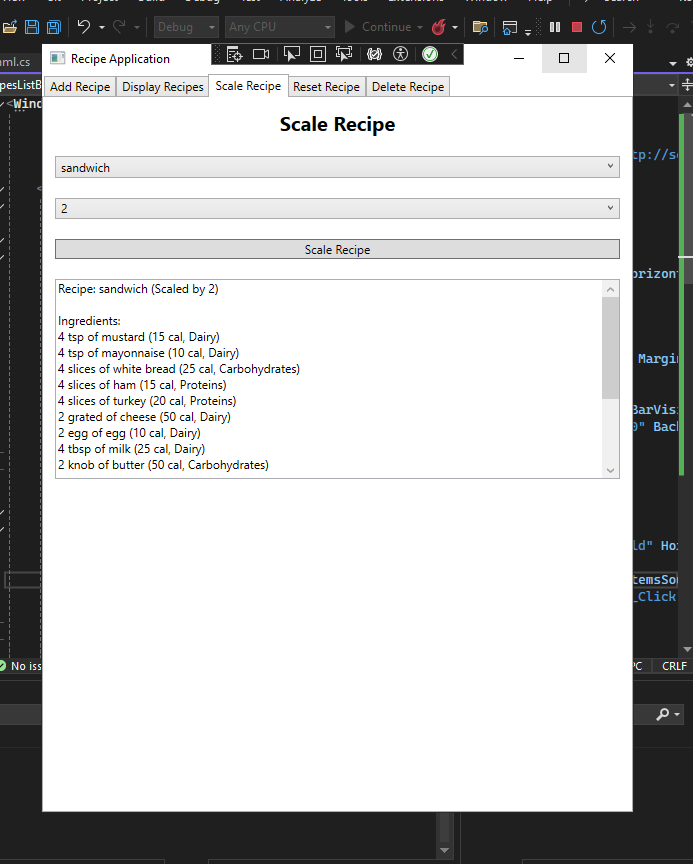 Debug
Any CPU
Continue
ml.cs
Recipe Application
pesListB
Add Recipe
Display Recipes
Scale Recipe
Reset Recipe
Delete Recipe
<Wind
Scale Recipe
tp://s
sandwich
2
Scale Recipe
orizont
Recipe: sandwich (Scaled by 2)
Ingredients:
4 tsp of mustard (15 cal, Dairy)
4 tsp of mayonnaise (10 cal, Dairy)
Margin
4 slices of white bread (25 cal, Carbohydrates)
4 slices of ham (15 cal, Proteins)
4 slices of turkey (20 cal, Proteins)
BarVis
2 grated of cheese (50 cal, Dairy)
0" Back
2 egg of egg (10 cal, Dairy)
4 tbsp of milk (25 cal, Dairy)
2 knob of butter (50 cal, Carbohydrates)
ld" Ho
temsSou
_Click
No iss
PC
CRLF